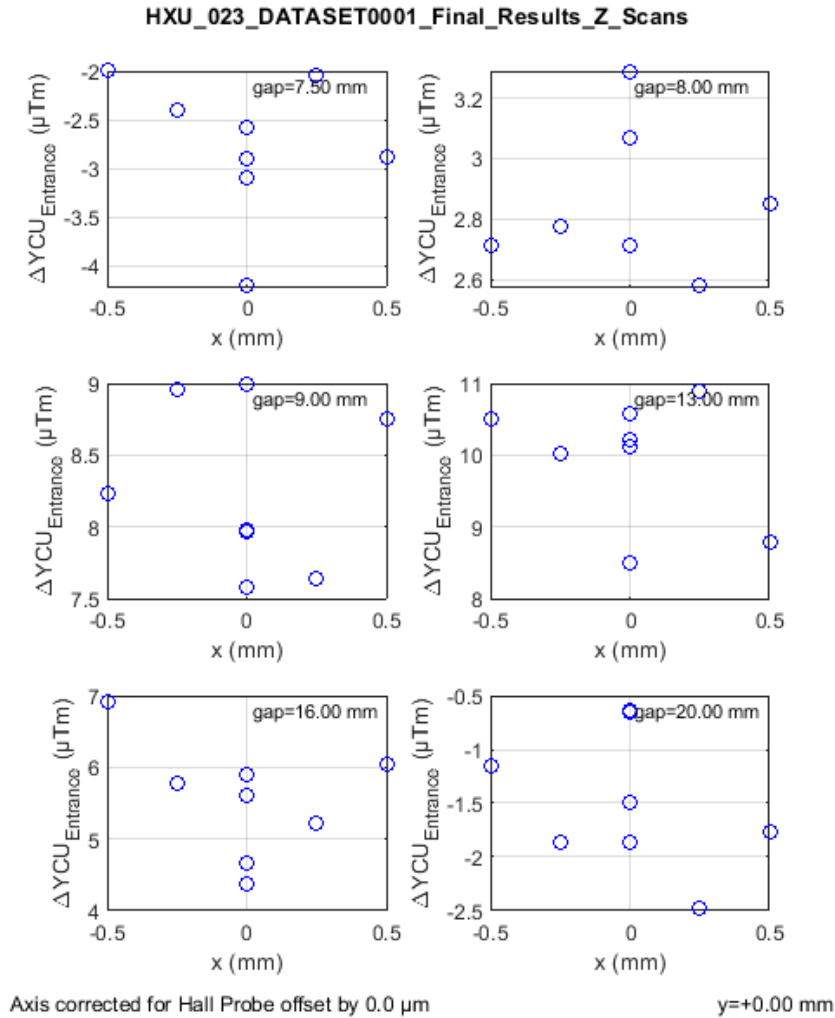 HXU_023_DATASET0001_Final_Results_Z_Scans
-2
-2.5
-3
-3.5
-4
ΔYCU_Entrance (μTm)
gap=7.50 mm
-0.5 0 0.5
x (mm)
3.2
3
2.8
2.6
ΔYCU_Entrance (μTm)
gap=8.00 mm
-0.5 0 0.5
x (mm)
9
8.5
8
7.5
ΔYCU_Entrance (μTm)
gap=9.00 mm
-0.5 0 0.5
x (mm)
11
10
9
8
ΔYCU_Entrance (μTm)
gap=13.00 mm
-0.5 0 0.5
x (mm)
7
6
5
4
ΔYCU_Entrance (μTm)
gap=16.00 mm
-0.5 0 0.5
x (mm)
-0.5
-1
-1.5
-2
-2.5
ΔYCU_Entrance (μTm)
gap=20.00 mm
-0.5 0 0.5
x (mm)
Axis corrected for Hall Probe offset by 0.0 μm
y=+0.00 mm